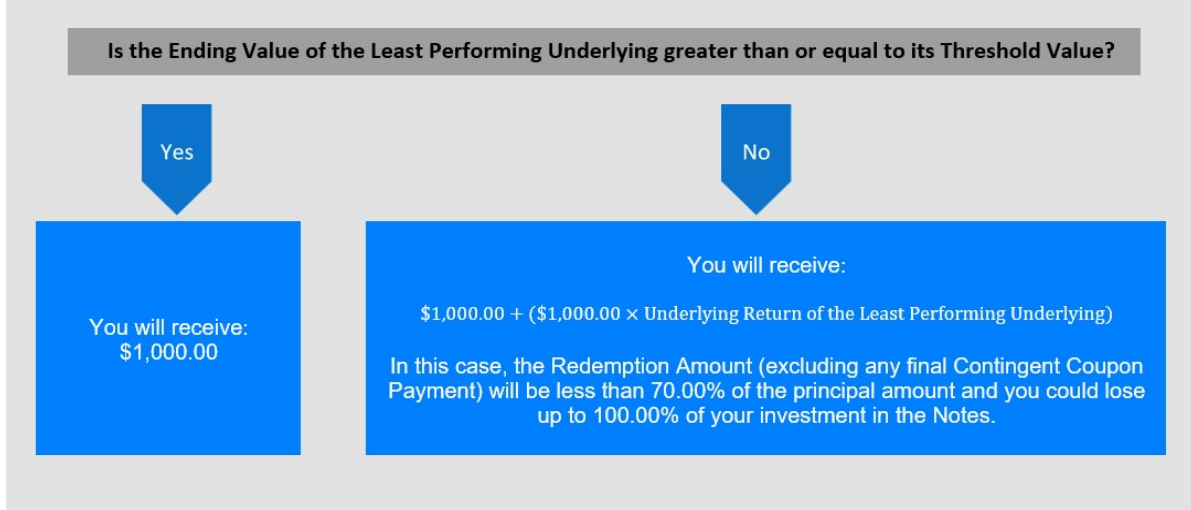 Is the Ending Value of the Least Performing Underlying greater than or equal to its Threshold Value?
Yes
No
You will receive:
$1,000.00
You will receive:
$1,000.00 + ($1,000.00 × Underlying Return of the Least Performing Underlying)
In this case, the Redemption Amount (excluding any final Contingent Coupon
Payment) will be less than 70.00% of the principal amount and you could lose
up to 100.00% of your investment in the Notes.